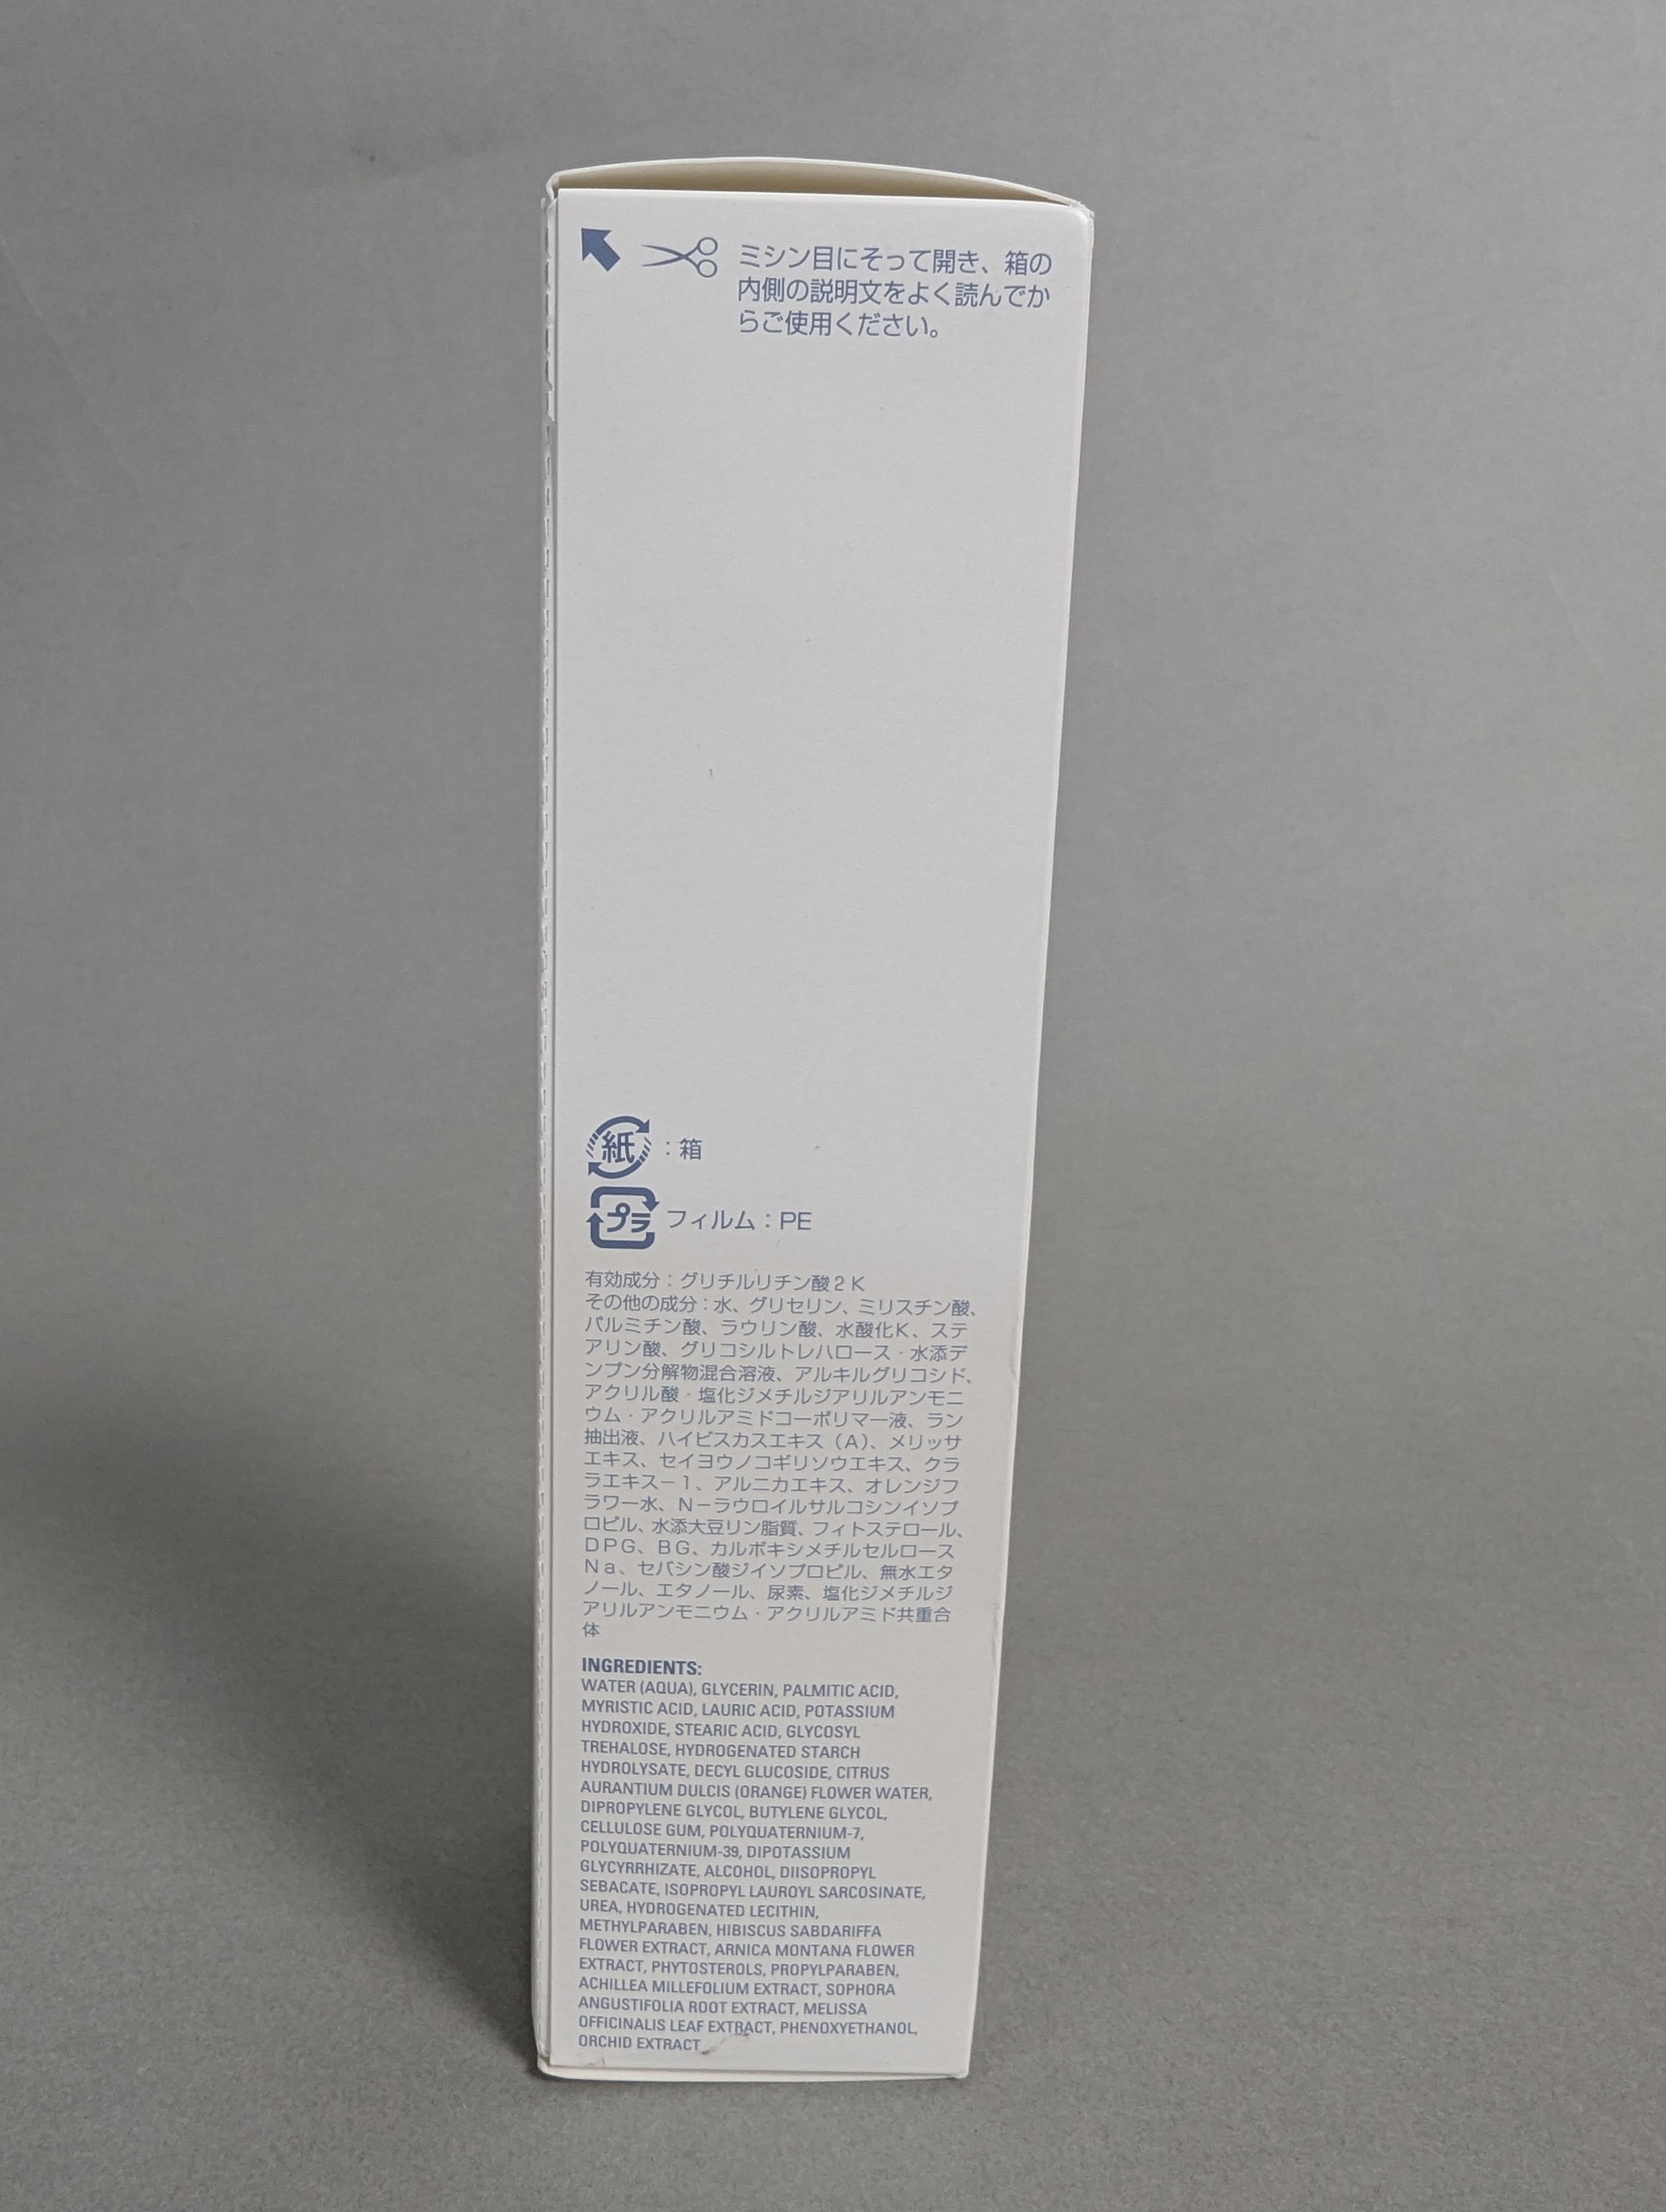 ミシン目にそって開き、箱の
内側の説明文をよく読んでか
らご使用ください。
紙 : 箱
プラ フィルム : PE
有効成分 : グリチルリチン酸2K
その他の成分 : 水、グリセリン、ミリスチン酸、
パルミチン酸、ラウリン酸、水酸化K、ステ
アリン酸、グリコシルトレハロース・水添デ
ンプン分解物混合溶液、アルキルグリコシド、
アクリル酸・塩化ジメチルジアリルアンモニ
ウム・アクリルアミドコーポリマー液、ラン
抽出液、ハイビスカスエキス（A）、メリッサ
エキス、セイヨウノコギリソウエキス、クラ
ラエキス－1、アルニカエキス、オレンジフ
ラワー水、N－ラウロイルサルコシンイソプ
ロピル、水添大豆リン脂質、フィトステロール、
DPG、BG、カルボキシメチルセルロース
Na、セバシン酸ジイソプロピル、無水エタ
ノール、エタノール、尿素、塩化ジメチルジ
アリルアンモニウム・アクリルアミド共重合
体
INGREDIENTS:
WATER (AQUA), GLYCERIN, PALMITIC ACID,
MYRISTIC ACID, LAURIC ACID, POTASSIUM
HYDROXIDE, STEARIC ACID, GLYCOSYL
TREHALOSE, HYDROGENATED STARCH
HYDROLYSATE, DECYL GLUCOSIDE, CITRUS
AURANTIUM DULCIS (ORANGE) FLOWER WATER,
DIPROPYLENE GLYCOL, BUTYLENE GLYCOL,
CELLULOSE GUM, POLYQUATERNIUM-7,
POLYQUATERNIUM-39, DIPOTASSIUM
GLYCYRRHIZATE, ALCOHOL, DIISOPROPYL
SEBACATE, ISOPROPYL LAUROYL SARCOSINATE,
UREA, HYDROGENATED LECITHIN,
METHYLPARABEN, HIBISCUS SABDARIFFA
FLOWER EXTRACT, ARNICA MONTANA FLOWER
EXTRACT, PHYTOSTEROLS, PROPYLPARABEN,
ACHILLEA MILLEFOLIUM EXTRACT, SOPHORA
ANGUSTIFOLIA ROOT EXTRACT, MELISSA
OFFICINALIS LEAF EXTRACT, PHENOXYETHANOL,
ORCHID EXTRACT